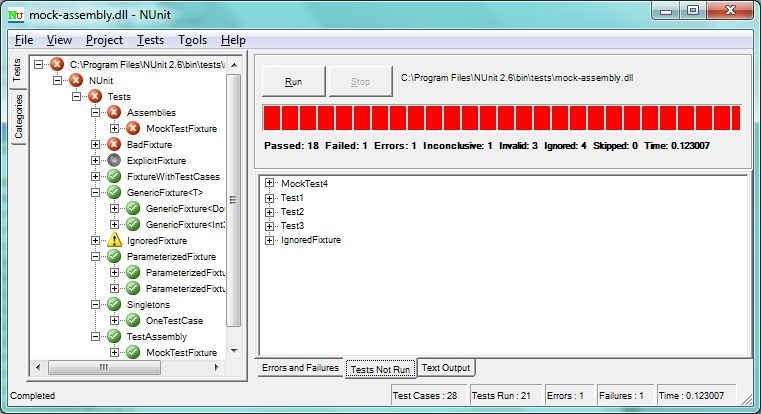 NU mock-assembly.dll - NUnit
File View Project Tests Tools Help
Tests
Categories
C:\Program Files\NUnit 2.6\bin\tests\
NUnit
Tests
Assemblies
MockTestFixture
BadFixture
ExplicitFixture
FixtureWithTestCases
GenericFixture<T>
GenericFixture<Do
GenericFixture<Int3
IgnoredFixture
ParameterizedFixture
ParameterizedFixtu
ParameterizedFixtu
Singletons
OneTestCase
TestAssembly
MockTestFixture
Run Stop C:\Program Files\NUnit 2.6\bin\tests\mock-assembly.dll
Passed: 18 Failed: 1 Errors: 1 Inconclusive: 1 Invalid: 3 Ignored: 4 Skipped: 0 Time: 0.123007
MockTest4
Test1
Test2
Test3
IgnoredFixture
Errors and Failures Tests Not Run Text Output
Completed Test Cases : 28 Tests Run : 21 Errors : 1 Failures : 1 Time : 0.123007